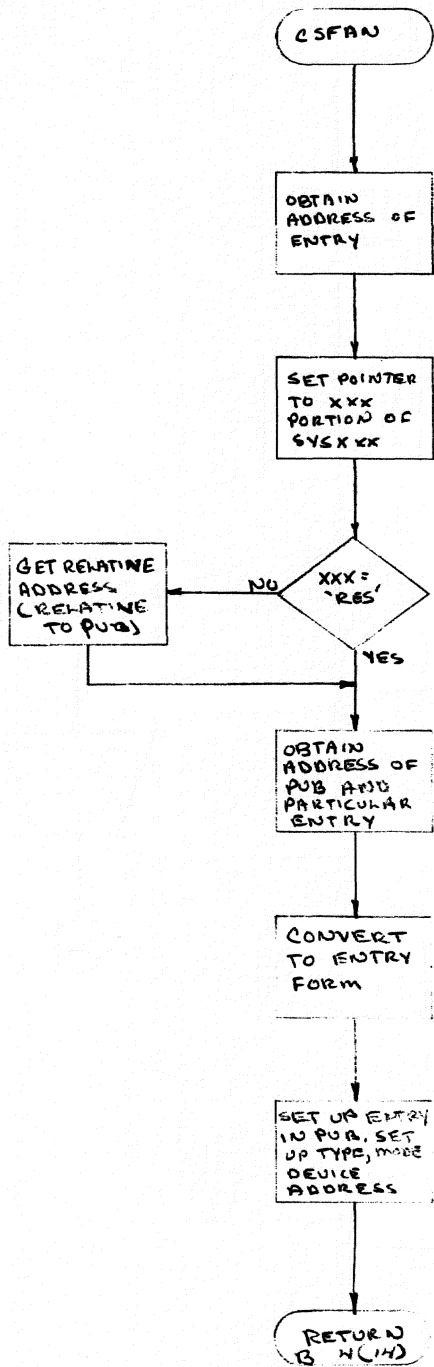 CSFAN
OBTAIN
ADDRESS OF
ENTRY
SET POINTER
TO XXX
PORTION OF
SYSXXX
XXX =
'RES'
NO
YES
GET RELATIVE
ADDRESS
(RELATIVE
TO PUB)
OBTAIN
ADDRESS OF
PUB AND
PARTICULAR
ENTRY
CONVERT
TO ENTRY
FORM
SET UP ENTRY
IN PUB. SET
UP TYPE, MODE
DEVICE
ADDRESS
RETURN
B 4(14)